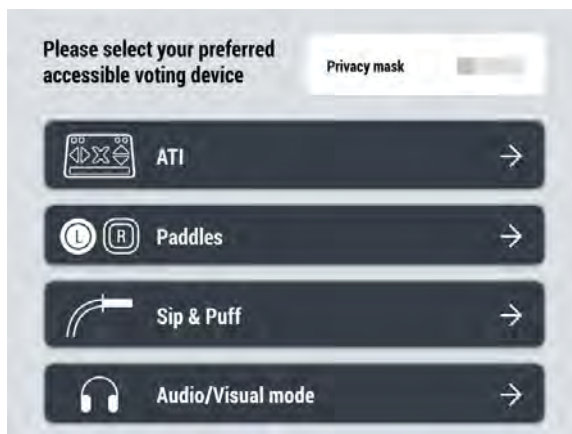 Please select your preferred
accessible voting device
Privacy mask
ATI
L R Paddles
Sip & Puff
Audio/Visual mode